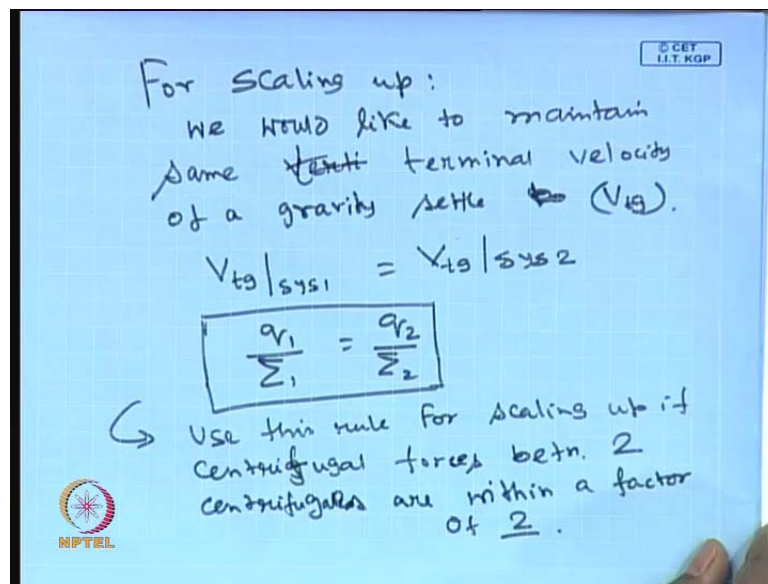 © CET
I.I.T. KGP
For scaling up:
we would like to maintain
same terminal velocity
of a gravity settle (Vtg).
Vtg|sys1 = Vtg|sys2
q1/Σ1 = q2/Σ2
Use this rule for scaling up if
centrifugal forces betn. 2
centrifugals are within a factor
of 2.
NPTEL